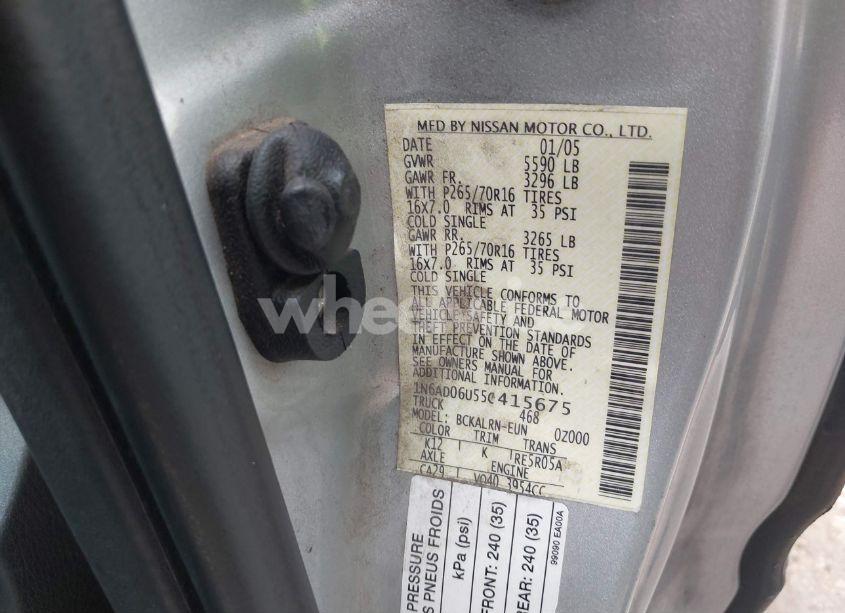 MFD BY NISSAN MOTOR CO., LTD.
DATE 01/05
GVWR 5590 LB
GAWR FR. 3296 LB
WITH P265/70R16 TIRES
16X7.0 RIMS AT 35 PSI
COLD SINGLE
GAWR RR. 3265 LB
WITH P265/70R16 TIRES
16X7.0 RIMS AT 35 PSI
COLD SINGLE
THIS VEHICLE CONFORMS TO
ALL APPLICABLE FEDERAL MOTOR
VEHICLE SAFETY AND
THEFT PREVENTION STANDARDS
IN EFFECT ON THE DATE OF
MANUFACTURE SHOWN ABOVE.
SEE OWNERS MANUAL FOR
ADDITIONAL INFORMATION.
1N6AD06U55C415675
TRUCK 468
MODEL: BCKALRN-EUN 0Z000
COLOR TRIM TRANS
K12 K RE5R05A
AXLE ENGINE
CA29 VQ40 3954CC
PRESSURE
S PNEUS FROIDS
kPa (psi)
FRONT: 240 (35)
REAR: 240 (35)
99090 EA00A